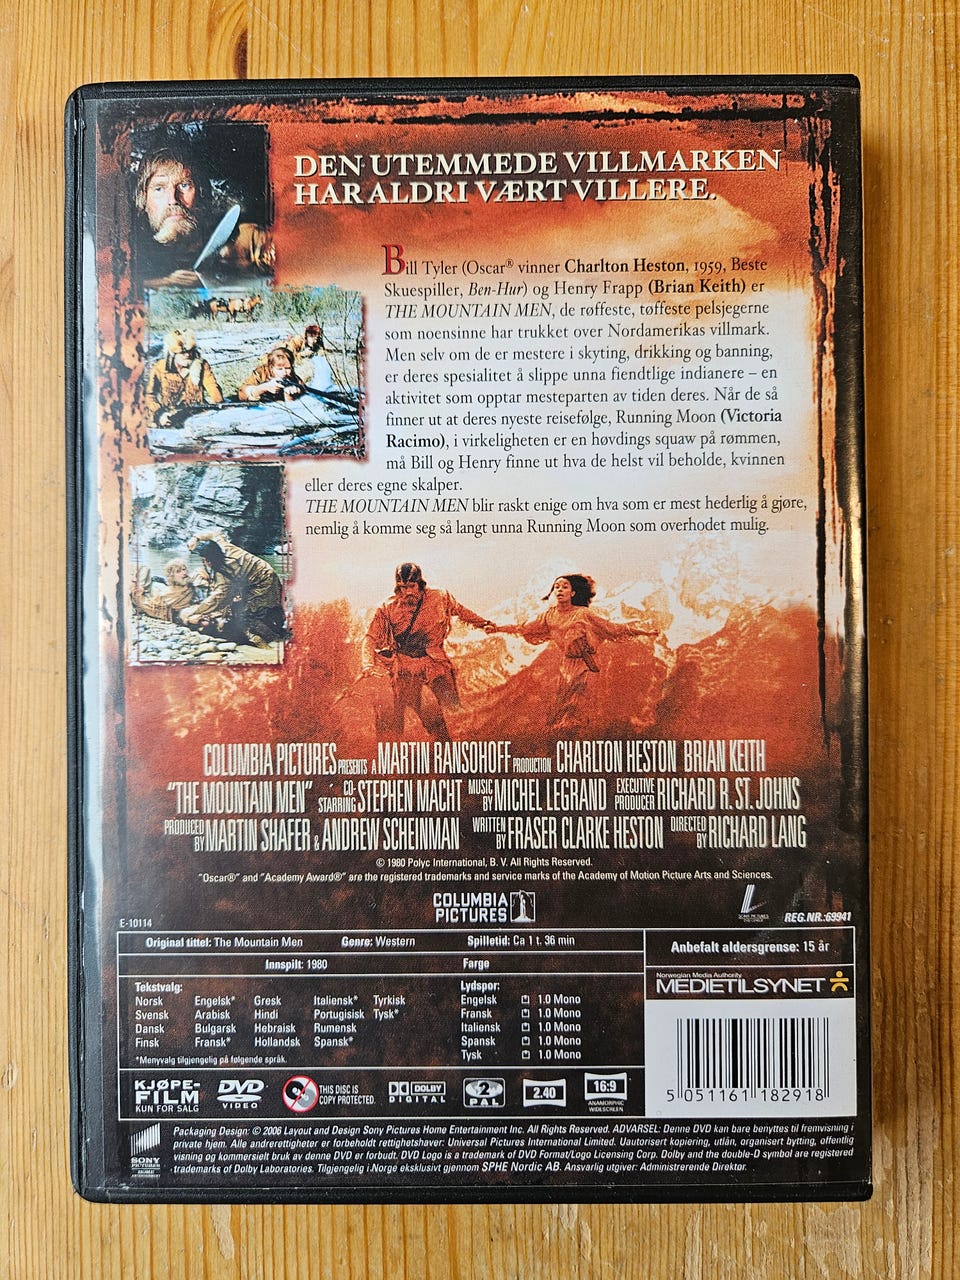 DEN UTEMMEDE VILLMARKEN
HAR ALDRI VÆRT VILLERE.
Bill Tyler (Oscar® vinner Charlton Heston, 1959, Beste
Skuespiller, Ben-Hur) og Henry Frapp (Brian Keith) er
THE MOUNTAIN MEN, de røffeste, tøffeste pelsjegerne
som noensinne har trukket over Nordamerikas villmark.
Men selv om de er mestere i skyting, drikking og banning,
er deres spesialitet å slippe unna fiendtlige indianere – en
aktivitet som opptar mesteparten av tiden deres. Når de så
finner ut at deres nyeste reisefølge, Running Moon (Victoria
Racimo), i virkeligheten er en høvdings squaw på rømmen,
må Bill og Henry finne ut hva de helst vil beholde, kvinnen
eller deres egne skalper.
THE MOUNTAIN MEN blir raskt enige om hva som er mest hederlig å gjøre,
nemlig å komme seg så langt unna Running Moon som overhodet mulig.
COLUMBIA PICTURES PRESENTS A MARTIN RANSOHOFF PRODUCTION CHARLTON HESTON BRIAN KEITH
"THE MOUNTAIN MEN" CO-STARRING STEPHEN MACHT MUSIC BY MICHEL LEGRAND EXECUTIVE PRODUCER RICHARD R. ST. JOHNS
PRODUCED BY MARTIN SHAFER & ANDREW SCHEINMAN WRITTEN BY FRASER CLARKE HESTON DIRECTED BY RICHARD LANG
© 1980 Polyc International, B. V. All Rights Reserved.
"Oscar®" and "Academy Award®" are the registered trademarks and service marks of the Academy of Motion Picture Arts and Sciences.
COLUMBIA
PICTURES
REG.NR.:69941
E-10114
Original tittel: The Mountain Men Genre: Western Spilletid: Ca 1 t. 36 min
Innspilt: 1980 Farge
Anbefalt aldersgrense: 15 år
Norwegian Media Authority
MEDIETILSYNET
Tekstvalg:
Norsk Engelsk* Gresk Italiensk* Tyrkisk
Svensk Arabisk Hindi Portugisisk Tysk*
Dansk Bulgarsk Hebraisk Rumensk
Finsk Fransk* Hollandsk Spansk*
*Menyvalg tilgjengelig på følgende språk.
Lydspor:
Engelsk 1.0 Mono
Fransk 1.0 Mono
Italiensk 1.0 Mono
Spansk 1.0 Mono
Tysk 1.0 Mono
5 051161 182918
KJØPE-
FILM
KUN FOR SALG
DVD
VIDEO
THIS DISC IS
COPY PROTECTED.
DOLBY
DIGITAL
2
PAL
2.40
16:9
ANAMORPHIC
WIDESCREEN
SONY
PICTURES
HOME
ENTERTAINMENT
Packaging Design: © 2006 Layout and Design Sony Pictures Home Entertainment Inc. All Rights Reserved. ADVARSEL: Denne DVD kan bare benyttes til fremvisning i
privat hjem. Alle andrerettigheter er forbeholdt rettighetshaver: Universal Pictures International Limited. Uautorisert kopiering, utlån, organisert bytting, offentlig
visning og kommersielt bruk av denne DVD er forbudt. DVD Logo is a trademark of DVD Format/Logo Licensing Corp. Dolby and the double-D symbol are registered
trademarks of Dolby Laboratories. Tilgjengelig i Norge eksklusivt gjennom SPHE Nordic AB. Ansvarlig utgiver: Administrerende Direktør.